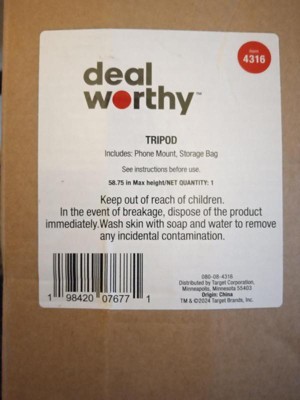 Item
4316
deal
worthy™
TRIPOD
Includes: Phone Mount, Storage Bag
See instructions before use.
58.75 in Max height/NET QUANTITY: 1
Keep out of reach of children.
In the event of breakage, dispose of the product
immediately.Wash skin with soap and water to remove
any incidental contamination.
080-08-4316
Distributed by Target Corporation,
Minneapolis, Minnesota 55403
Origin: China
TM & ©2024 Target Brands, Inc.
1 98420 07677 1